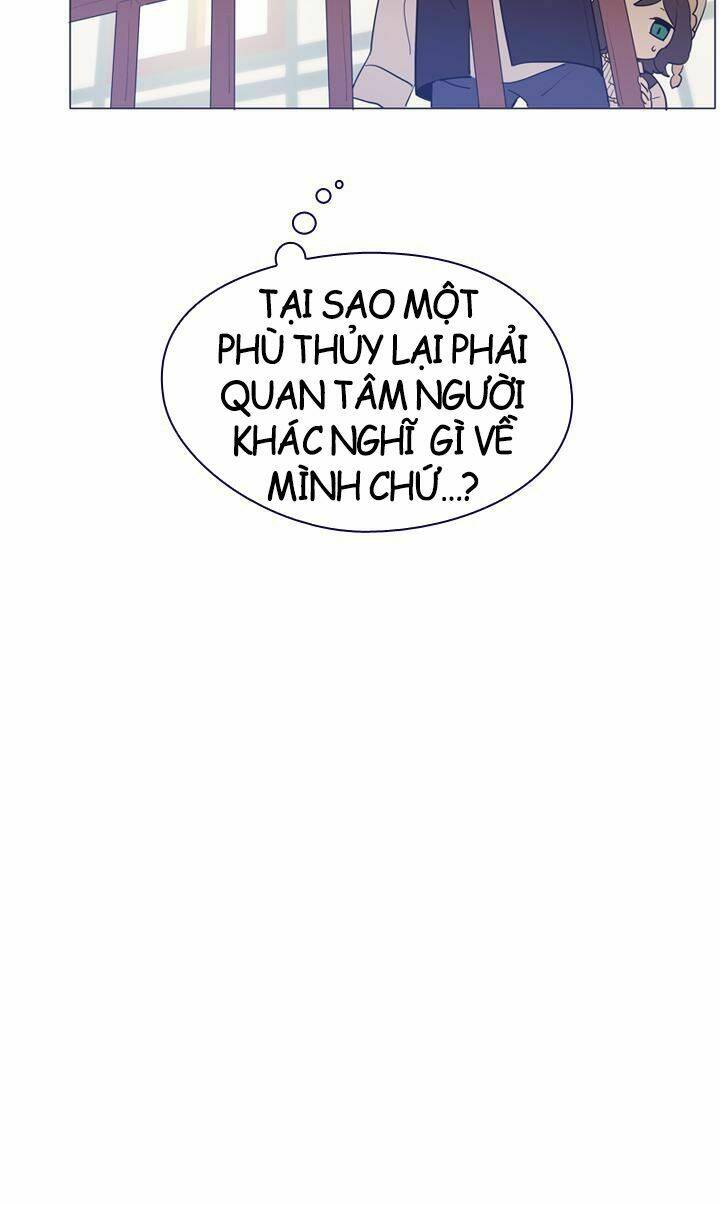 TẠI SAO MỘT
PHÙ THỦY LẠI PHẢI
QUAN TÂM NGƯỜI
KHÁC NGHĨ GÌ VỀ
MÌNH CHỨ...?